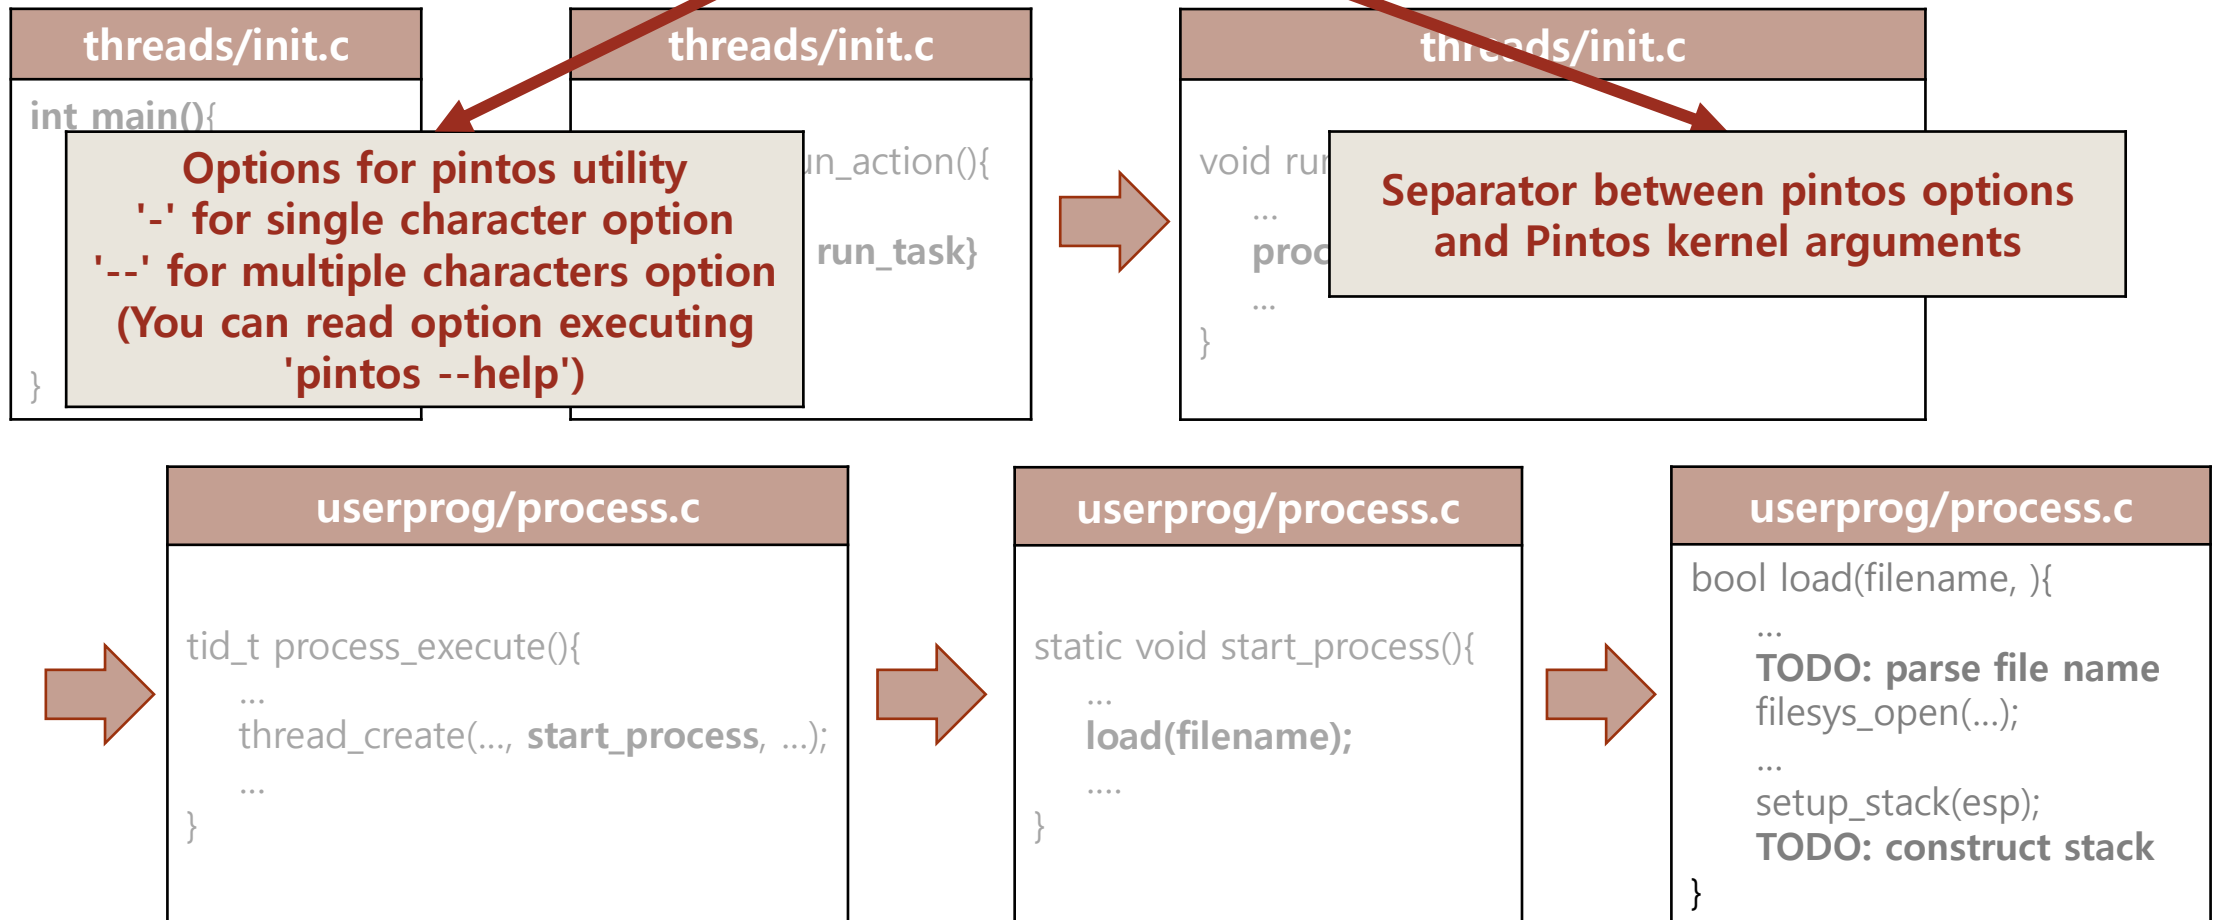 threads/init.c
int main(){
}
threads/init.c
un_action(){
run_task}
threads/init.c
void run
...
proc
...
}
Options for pintos utility
'-' for single character option
'--' for multiple characters option
(You can read option executing
'pintos --help')
Separator between pintos options
and Pintos kernel arguments
userprog/process.c
tid_t process_execute(){
...
thread_create(..., start_process, ...);
...
}
userprog/process.c
static void start_process(){
...
load(filename);
....
}
userprog/process.c
bool load(filename, ){
...
TODO: parse file name
filesys_open(...);
...
setup_stack(esp);
TODO: construct stack
}